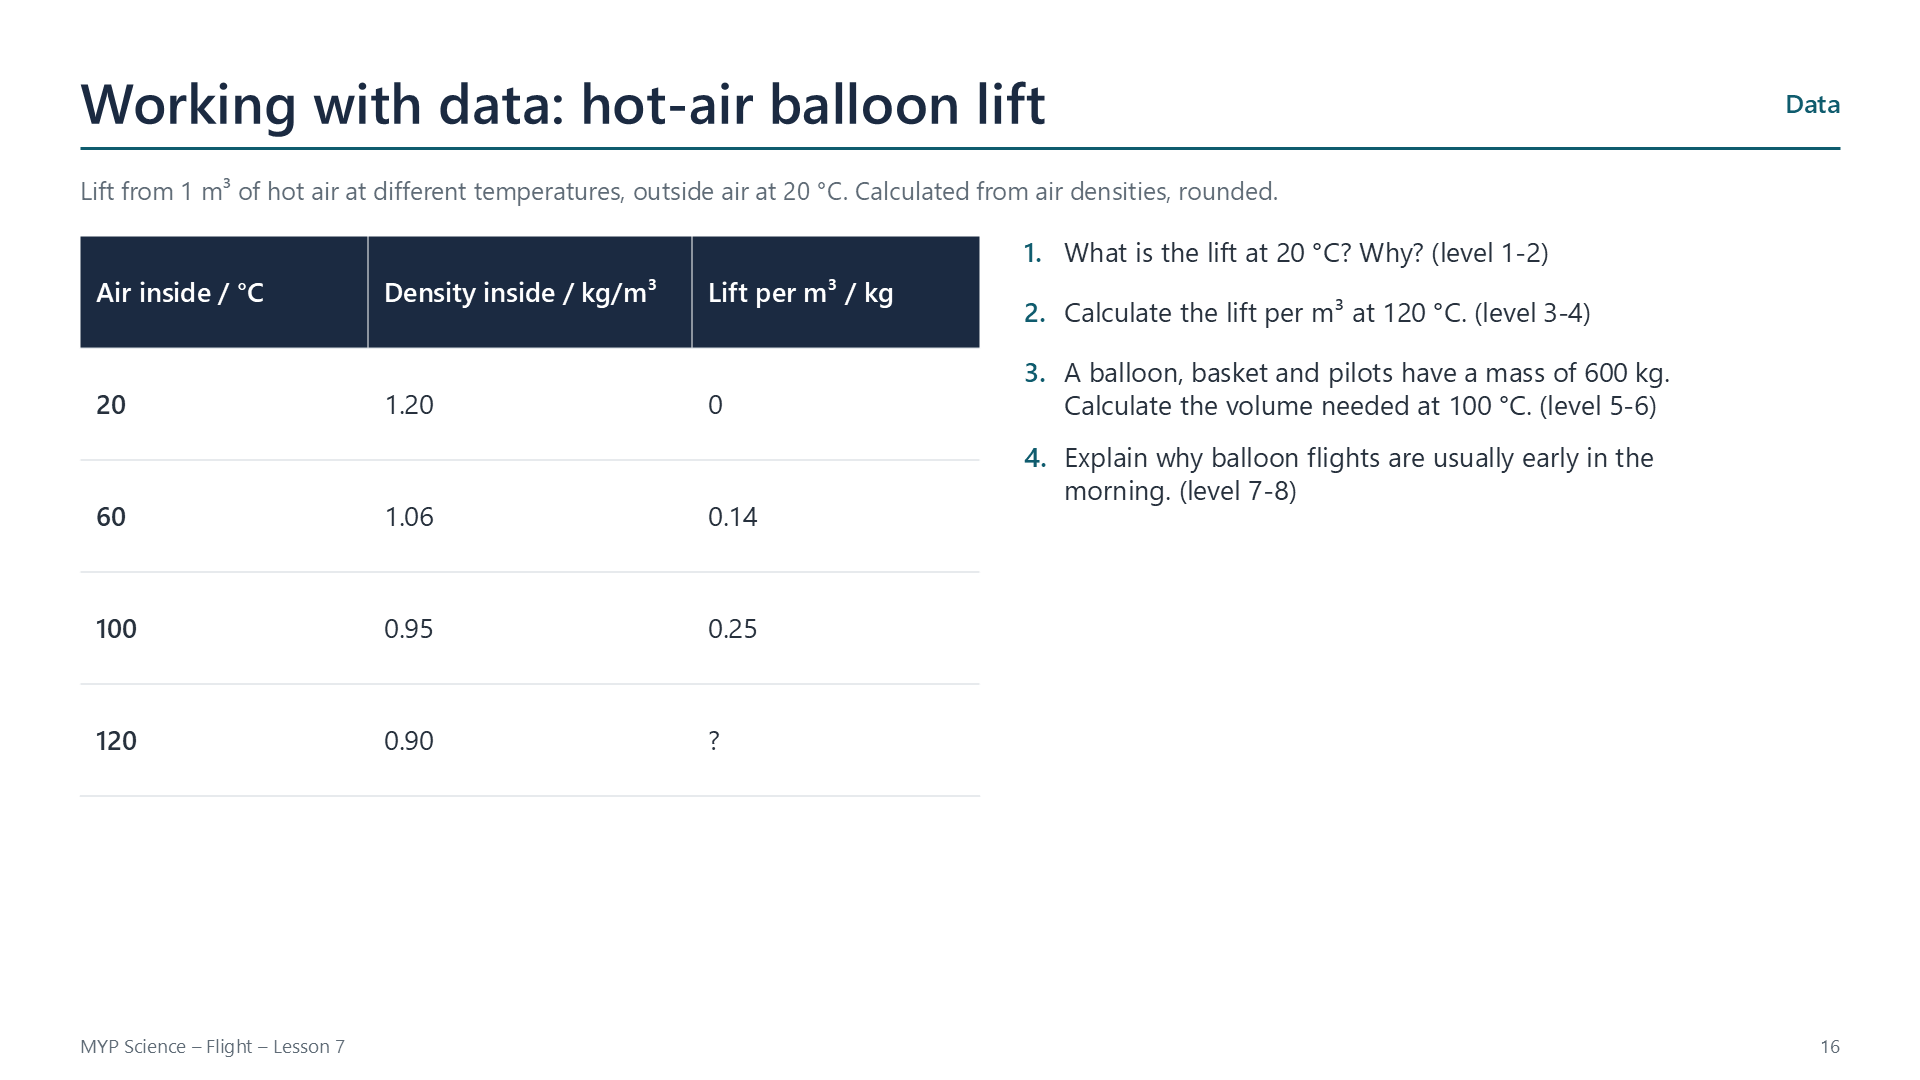 Working with data: hot-air balloon lift
Data
Lift from 1 m³ of hot air at different temperatures, outside air at 20 °C. Calculated from air densities, rounded.
Air inside / °C
Density inside / kg/m³
Lift per m³ / kg
20
1.20
0
60
1.06
0.14
100
0.95
0.25
120
0.90
?
1. What is the lift at 20 °C? Why? (level 1-2)
2. Calculate the lift per m³ at 120 °C. (level 3-4)
3. A balloon, basket and pilots have a mass of 600 kg.
Calculate the volume needed at 100 °C. (level 5-6)
4. Explain why balloon flights are usually early in the
morning. (level 7-8)
MYP Science – Flight – Lesson 7
16